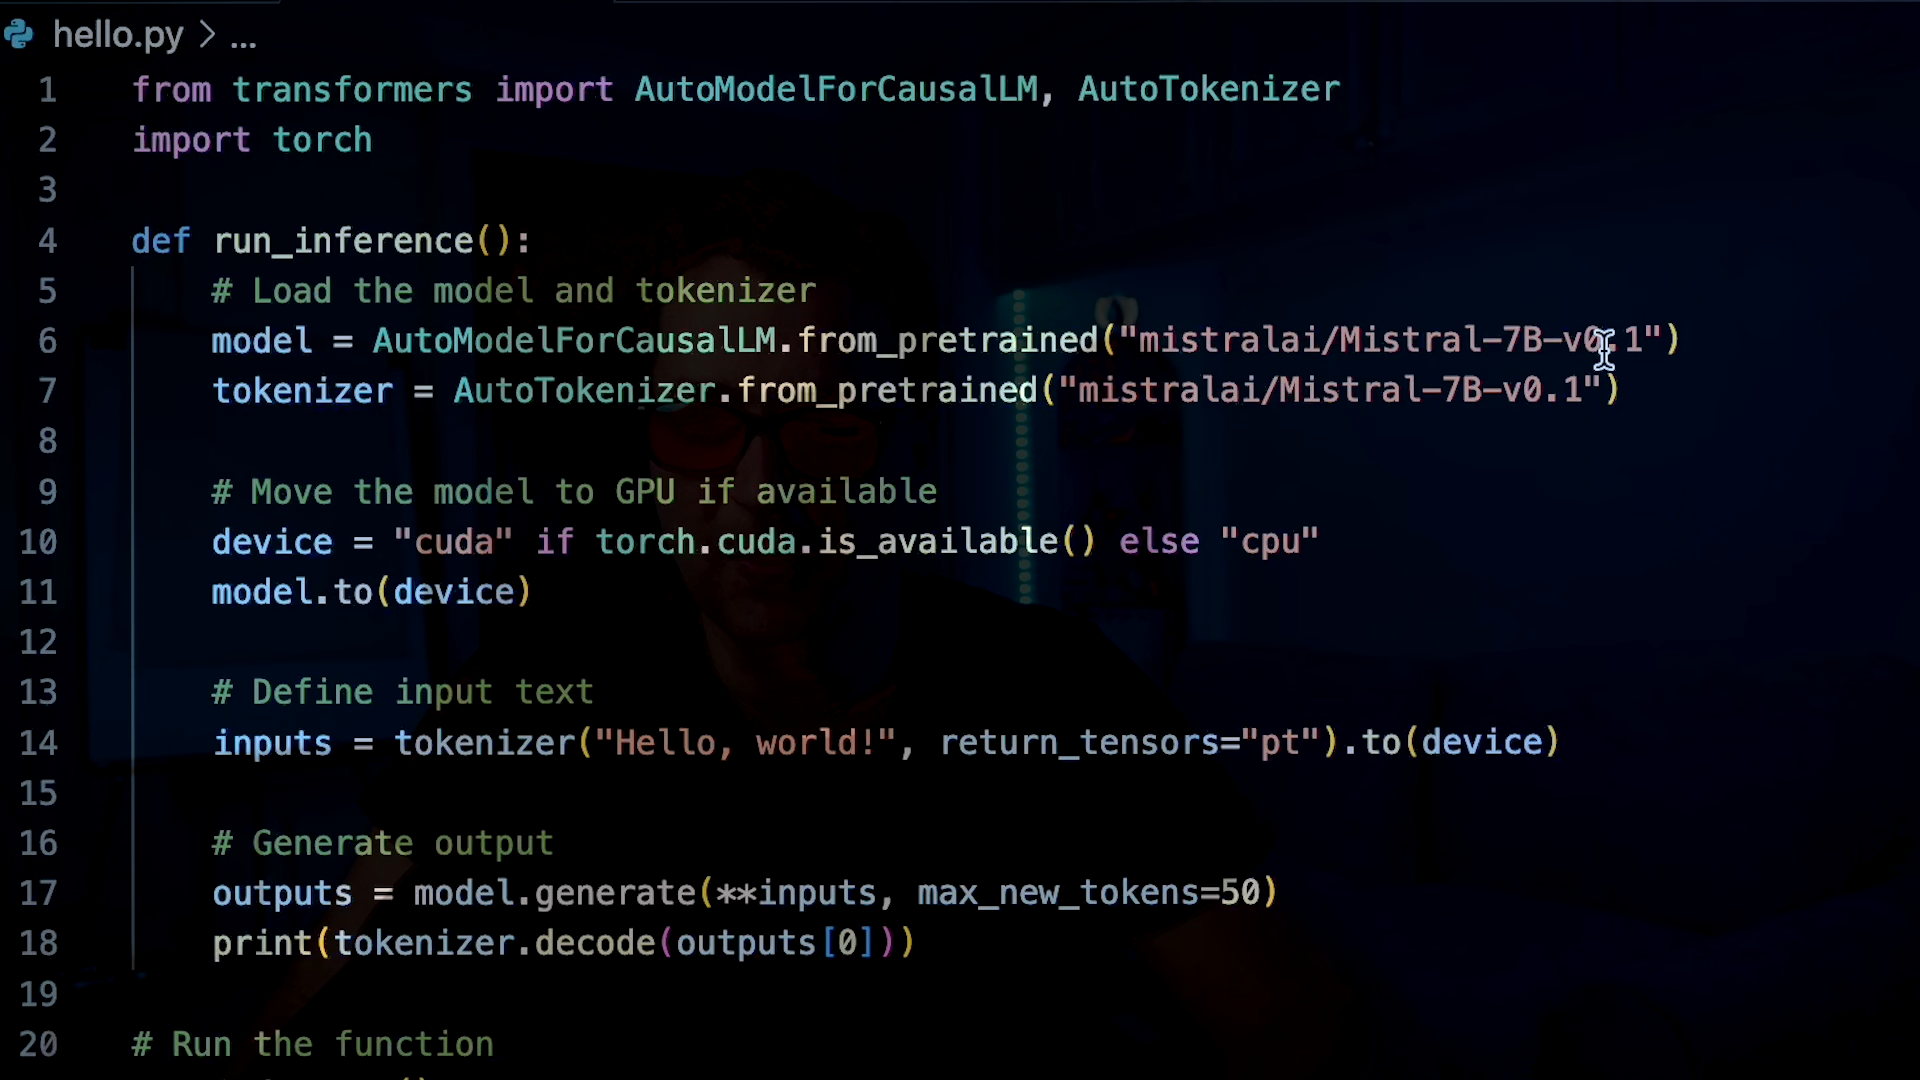 hello.py > ...
1 from transformers import AutoModelForCausalLM, AutoTokenizer
2 import torch
3
4 def run_inference():
5     # Load the model and tokenizer
6     model = AutoModelForCausalLM.from_pretrained("mistralai/Mistral-7B-v0.1")
7     tokenizer = AutoTokenizer.from_pretrained("mistralai/Mistral-7B-v0.1")
8
9     # Move the model to GPU if available
10     device = "cuda" if torch.cuda.is_available() else "cpu"
11     model.to(device)
12
13     # Define input text
14     inputs = tokenizer("Hello, world!", return_tensors="pt").to(device)
15
16     # Generate output
17     outputs = model.generate(**inputs, max_new_tokens=50)
18     print(tokenizer.decode(outputs[0]))
19
20 # Run the function